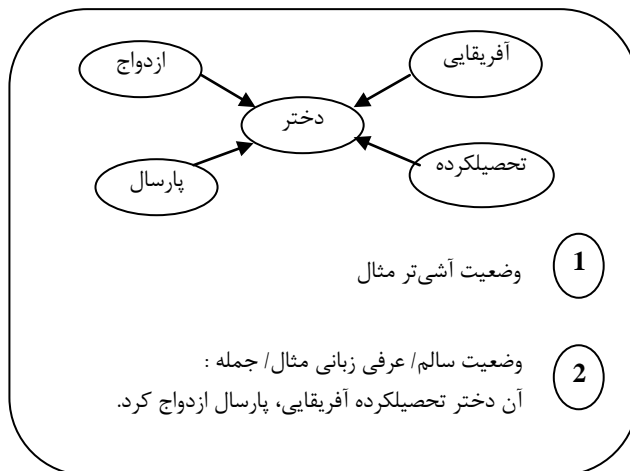 آفریقایی
ازدواج
دختر
تحصیلکرده
پارسال
1
وضعیت آشی‌تر مثال
2
وضعیت سالم/ عرفی زبانی مثال/ جمله :
آن دختر تحصیلکرده آفریقایی، پارسال ازدواج کرد.